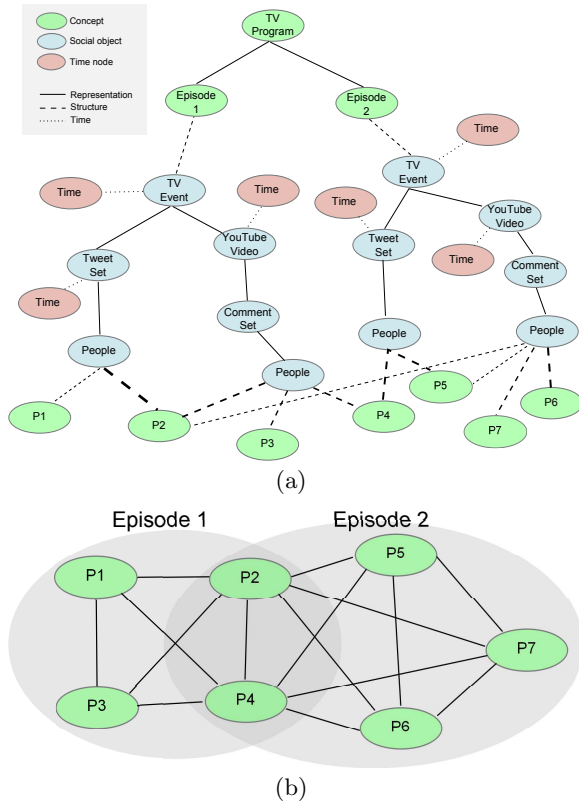 Concept
Social object
Time node
Representation
Structure
Time
TV
Program
Episode
1
Episode
2
Time
TV
Event
Time
Time
TV
Event
Time
YouTube
Video
Tweet
Set
YouTube
Video
Tweet
Set
Time
Comment
Set
Time
Comment
Set
People
People
People
People
P1
P2
P3
P4
P5
P6
P7
(a)
Episode 1
Episode 2
P1
P2
P5
P3
P4
P6
P7
(b)